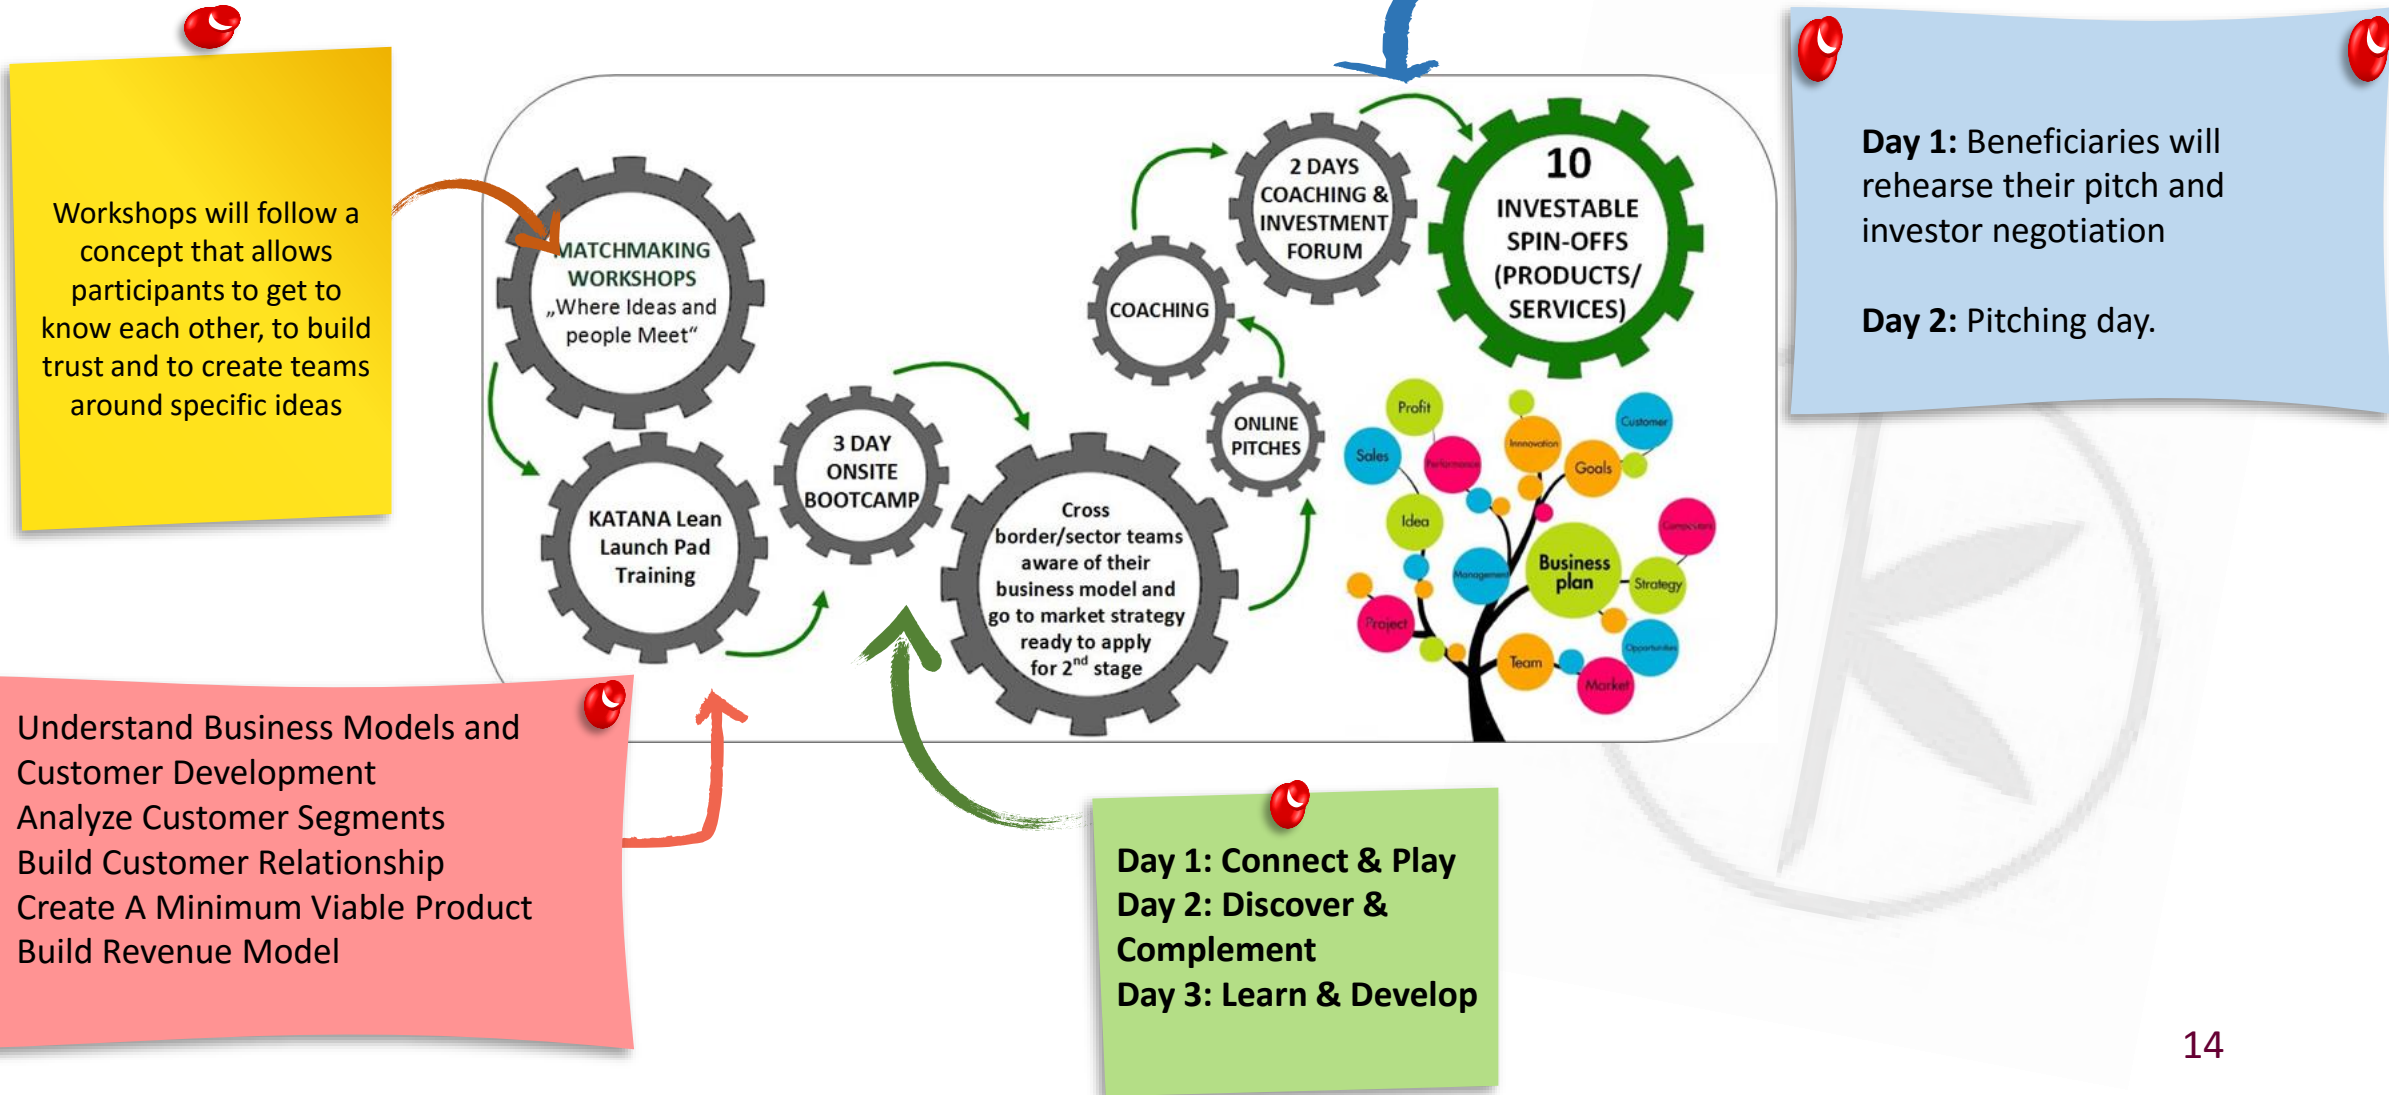 Workshops will follow a
concept that allows
participants to get to
know each other, to build
trust and to create teams
around specific ideas
MATCHMAKING
WORKSHOPS
„Where Ideas and
people Meet“
KATANA Lean
Launch Pad
Training
3 DAY
ONSITE
BOOTCAMP
Cross
border/sector teams
aware of their
business model and
go to market strategy
ready to apply
for 2nd stage
ONLINE
PITCHES
COACHING
2 DAYS
COACHING &
INVESTMENT
FORUM
10
INVESTABLE
SPIN-OFFS
(PRODUCTS/
SERVICES)
Profit
Customer
Sales
Performance
Innovation
Goals
Idea
Management
Business
plan
Strategy
Project
Team
Opportunities
Market
Day 1: Beneficiaries will
rehearse their pitch and
investor negotiation
Day 2: Pitching day.
Understand Business Models and
Customer Development
Analyze Customer Segments
Build Customer Relationship
Create A Minimum Viable Product
Build Revenue Model
Day 1: Connect & Play
Day 2: Discover &
Complement
Day 3: Learn & Develop
14